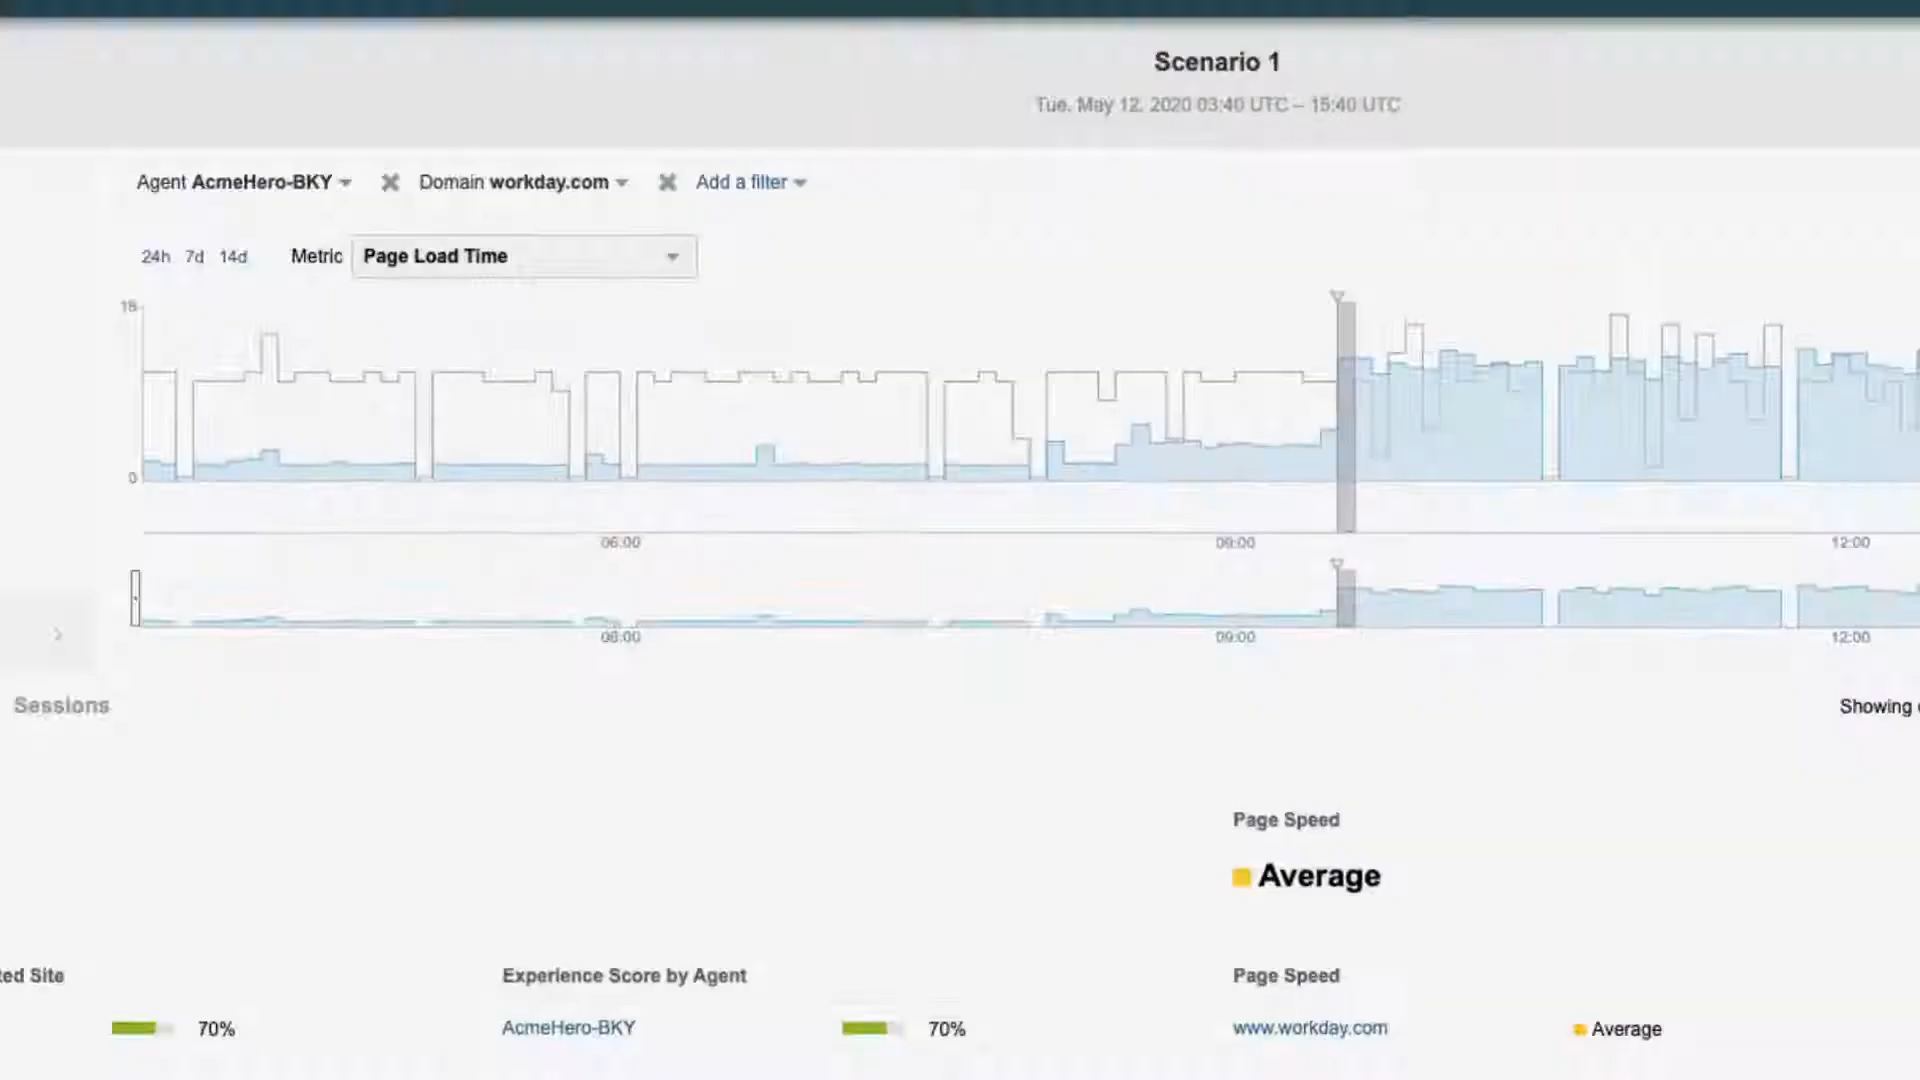 Scenario 1
Tue, May 12, 2020 03:40 UTC – 15:40 UTC
Agent AcmeHero-BKY Domain workday.com Add a filter
24h 7d 14d Metric Page Load Time
0
06:00 09:00 12:00
06:00 09:00 12:00
Sessions
Showing
Page Speed
Average
Site Experience Score by Agent Page Speed
70% AcmeHero-BKY 70% www.workday.com Average